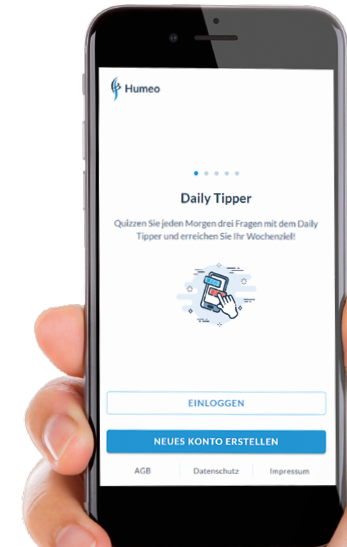 Humeo
Daily Tipper
Quizzen Sie jeden Morgen drei Fragen mit dem Daily
Tipper und erreichen Sie Ihr Wochenziel!
EINLOGGEN
NEUES KONTO ERSTELLEN
AGB Datenschutz Impressum